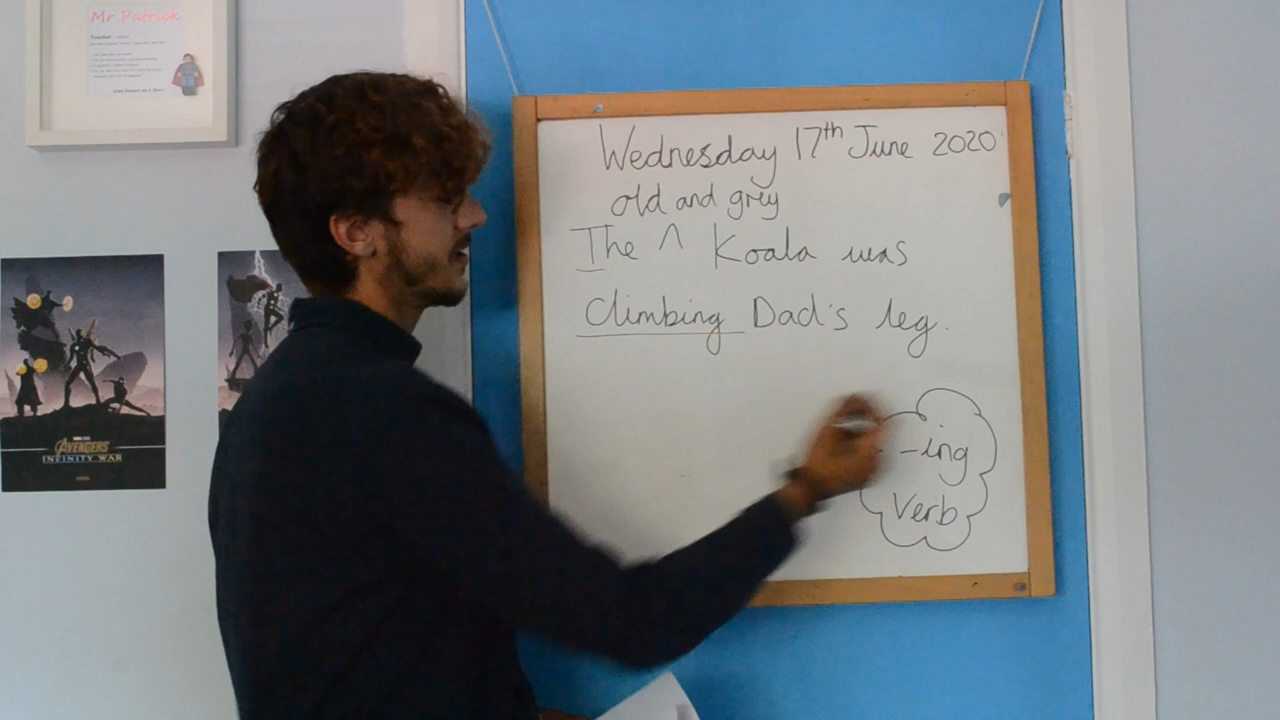 Mr Patrick
Wednesday 17th June 2020
old and grey
The ^ Koala was
Climbing Dad's leg.
-ing
Verb
AVENGERS
INFINITY WAR